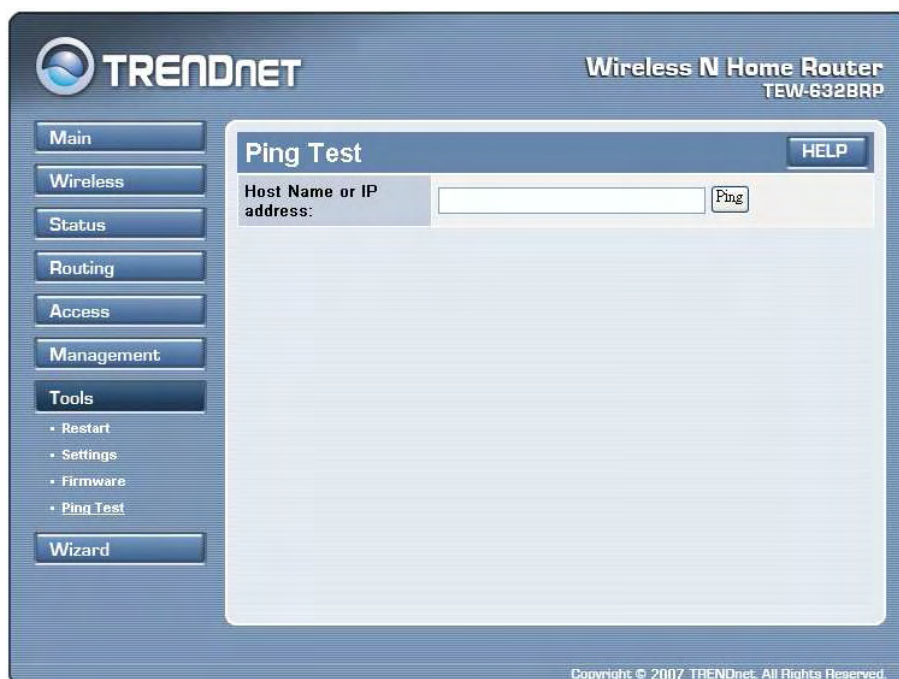 TRENDNET
Wireless N Home Router
TEW-632BRP
Main
Wireless
Status
Routing
Access
Management
Tools
• Restart
• Settings
• Firmware
• Ping Test
Wizard
Ping Test
HELP
Host Name or IP
address:
Ping
Copyright © 2007 TRENDnet. All Rights Reserved.